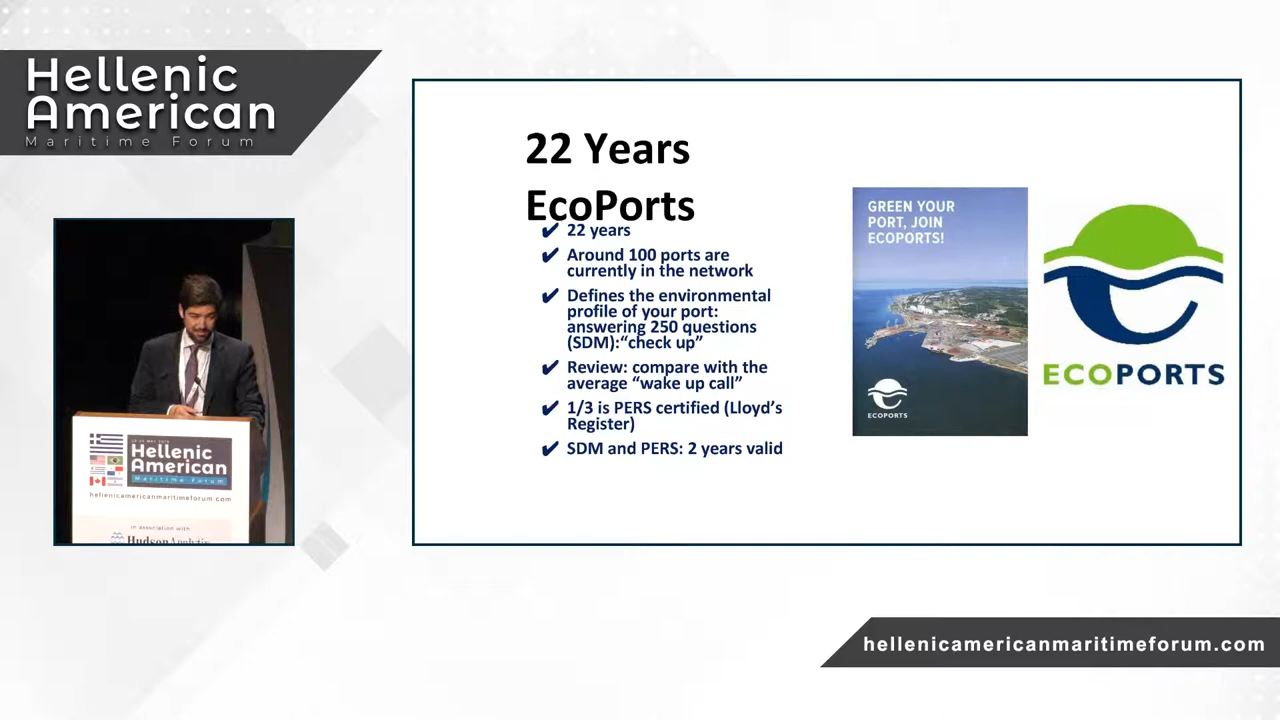 Hellenic
American
Maritime Forum
22 Years
EcoPorts
✔ 22 years
✔ Around 100 ports are
currently in the network
✔ Defines the environmental
profile of your port:
answering 250 questions
(SDM):“check up”
✔ Review: compare with the
average “wake up call”
✔ 1/3 is PERS certified (Lloyd’s
Register)
✔ SDM and PERS: 2 years valid
GREEN YOUR
PORT, JOIN
ECOPORTS!
ECOPORTS
ECOPORTS
Hellenic
American
Maritime Forum
hellenicamericanmaritimeforum.com
in association with
hellenicamericanmaritimeforum.com